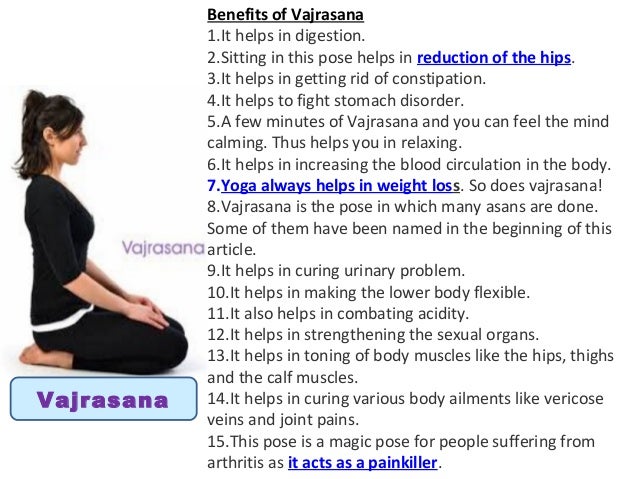 Benefits of Vajrasana
1.It helps in digestion.
2.Sitting in this pose helps in reduction of the hips.
3.It helps in getting rid of constipation.
4.It helps to fight stomach disorder.
5.A few minutes of Vajrasana and you can feel the mind
calming. Thus helps you in relaxing.
6.It helps in increasing the blood circulation in the body.
7.Yoga always helps in weight loss. So does vajrasana!
8.Vajrasana is the pose in which many asans are done.
Some of them have been named in the beginning of this
article.
9.It helps in curing urinary problem.
10.It helps in making the lower body flexible.
11.It also helps in combating acidity.
12.It helps in strengthening the sexual organs.
13.It helps in toning of body muscles like the hips, thighs
and the calf muscles.
14.It helps in curing various body ailments like vericose
veins and joint pains.
15.This pose is a magic pose for people suffering from
arthritis as it acts as a painkiller.
Vajrasana
Vajrasana